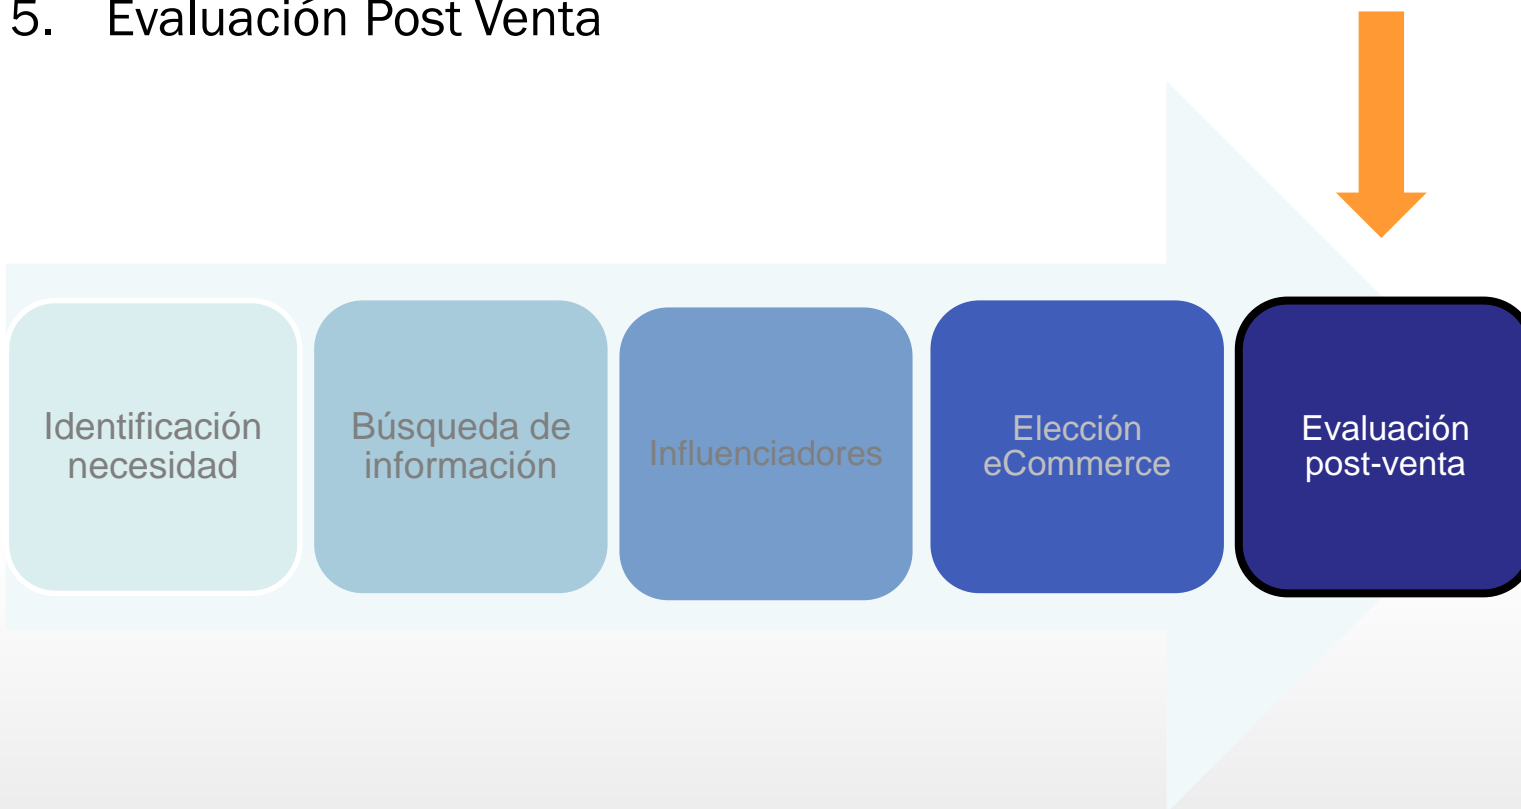 5. Evaluación Post Venta
Identificación
necesidad
Búsqueda de
información
Influenciadores
Elección
eCommerce
Evaluación
post-venta